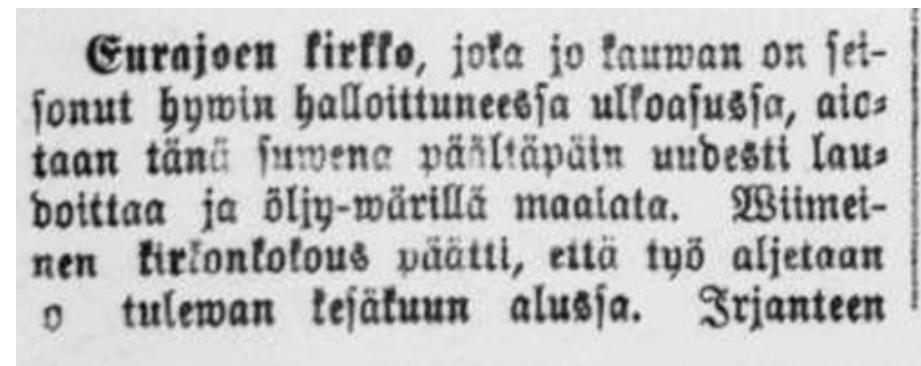 Eurajoen kirkko, joka jo kauwan on sei-
sonut hywin halloittuneessa ulkoasussa, aio-
taan tänä suwena päältäpäin uudesti lau-
doittaa ja öljy-wärillä maalata. Wiimei-
nen kirkonkokous päätti, että työ aljetaan
o tulewan kesäkuun alussa. Irjanteen